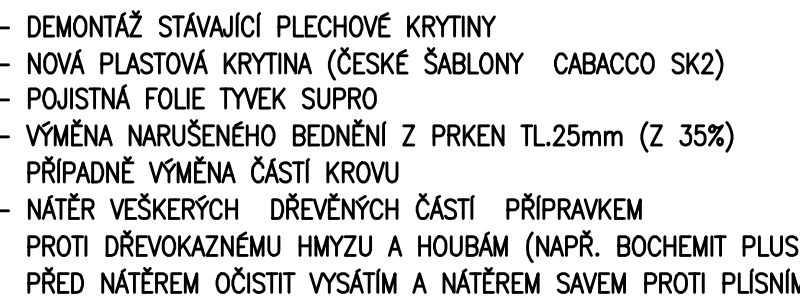 - DEMONTÁŽ STÁVAJÍCÍ PLECHOVÉ KRYTINY
- NOVÁ PLASTOVÁ KRYTINA (ČESKÉ ŠABLONY CABACCO SK2)
- POJISTNÁ FOLIE TYVEK SUPRO
- VÝMĚNA NARUŠENÉHO BEDNĚNÍ Z PRKEN TL.25mm (Z 35%)
PŘÍPADNĚ VÝMĚNA ČÁSTÍ KROVU
- NÁTĚR VEŠKERÝCH DŘEVĚNÝCH ČÁSTÍ PŘÍPRAVKEM
PROTI DŘEVOKAZNÉMU HMYZU A HOUBÁM (NAPŘ. BOCHEMIT PLUS)
PŘED NÁTĚREM OČISTIT VYSÁTÍM A NÁTĚREM SAVEM PROTI PLÍSNÍM